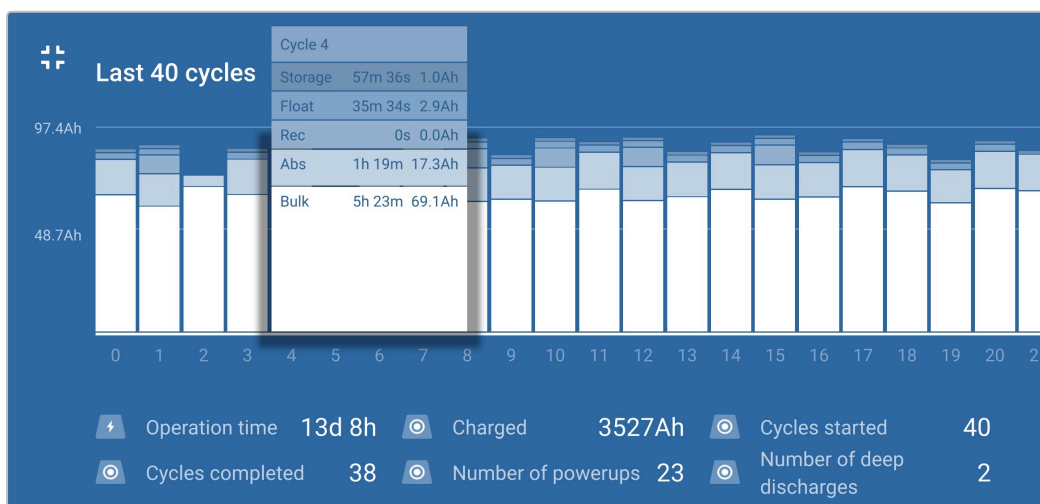 Last 40 cycles
Cycle 4
Storage 57m 36s 1.0Ah
Float 35m 34s 2.9Ah
Rec 0s 0.0Ah
Abs 1h 19m 17.3Ah
Bulk 5h 23m 69.1Ah
97.4Ah
48.7Ah
0 1 2 3 4 5 6 7 8 9 10 11 12 13 14 15 16 17 18 19 20
Operation time 13d 8h Charged 3527Ah Cycles started 40
Cycles completed 38 Number of powerups 23 Number of deep
discharges 2